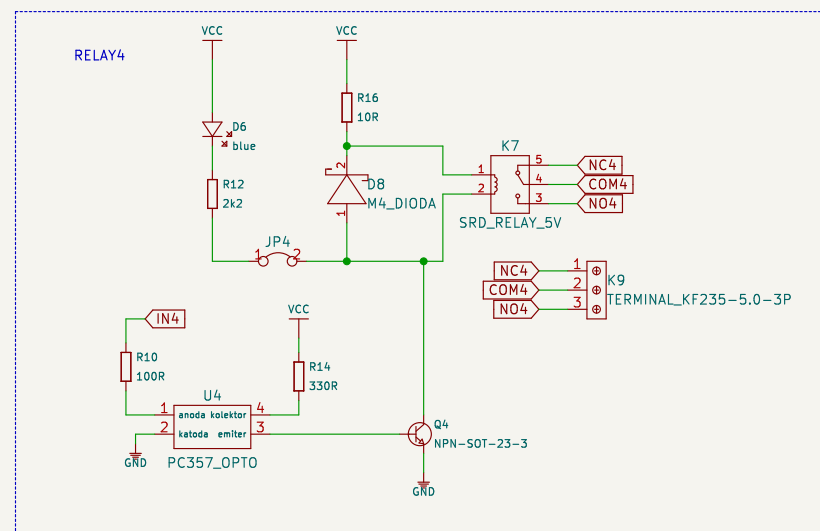 VCC
VCC
RELAY4
R16
10R
D6
blue
K7
2
D8
M4_DIODA
1
1
2
5
4
3
NC4
COM4
NO4
SRD_RELAY_5V
R12
2k2
JP4
1
2
NC4
COM4
NO4
1
2
3
K9
TERMINAL_KF235-5.0-3P
IN4
VCC
R10
100R
R14
330R
U4
1
2
anoda kolektor
katoda emiter
4
3
GND
PC357_OPTO
Q4
NPN-SOT-23-3
GND